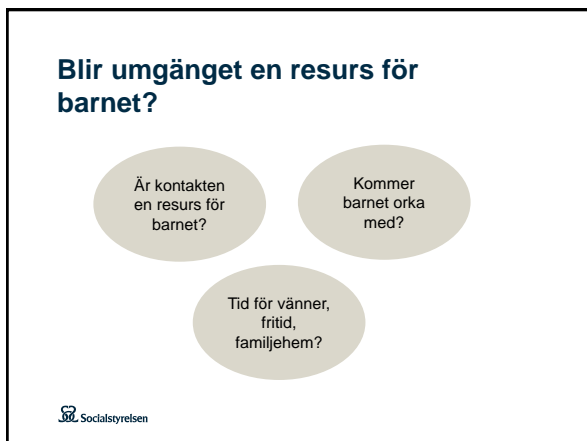 Blir umgänget en resurs för
barnet?
Är kontakten
en resurs för
barnet?
Kommer
barnet orka
med?
Tid för vänner,
fritid,
familjehem?
Socialstyrelsen